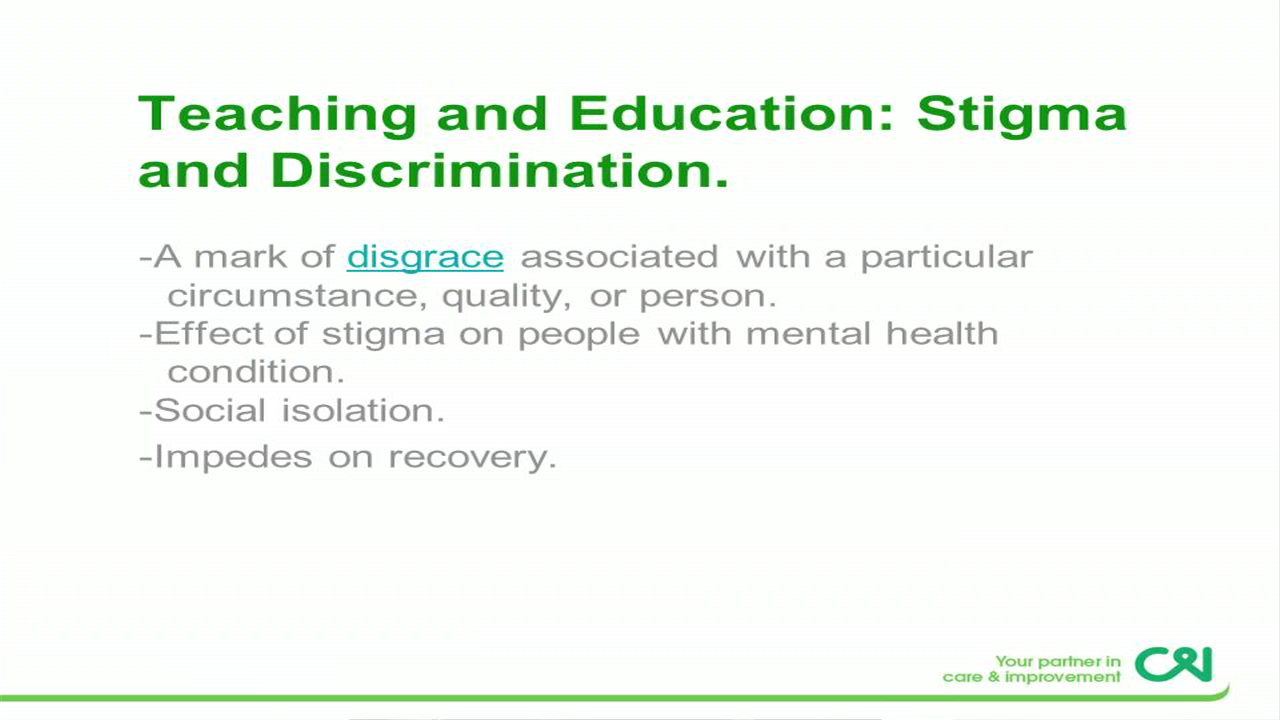 Teaching and Education: Stigma
and Discrimination.
-A mark of disgrace associated with a particular
circumstance, quality, or person.
-Effect of stigma on people with mental health
condition.
-Social isolation.
-Impedes on recovery.
Your partner in
care & improvement
C&I